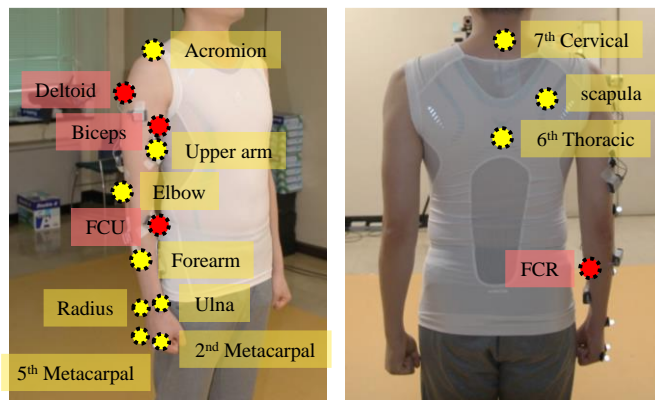 Acromion
Deltoid
Biceps
Upper arm
Elbow
FCU
Forearm
Radius
Ulna
2nd Metacarpal
5th Metacarpal
7th Cervical
scapula
6th Thoracic
FCR